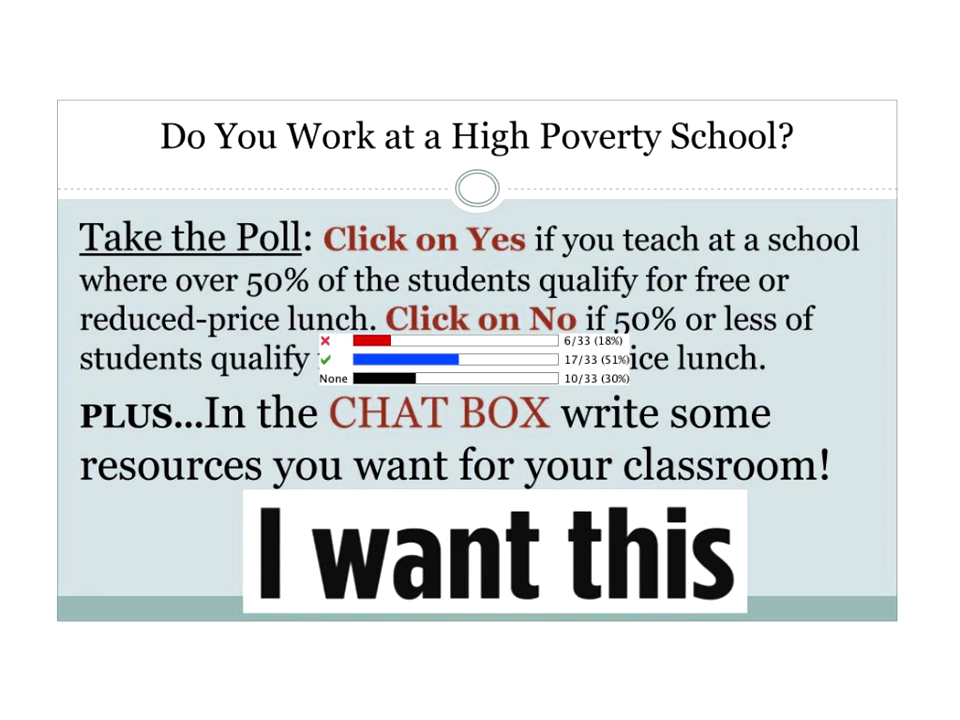 Do You Work at a High Poverty School?
Take the Poll: Click on Yes if you teach at a school
where over 50% of the students qualify for free or
reduced-price lunch. Click on No if 50% or less of
students qualify ice lunch.
6/33 (18%)
17/33 (51%)
None 10/33 (30%)
PLUS...In the CHAT BOX write some
resources you want for your classroom!
I want this